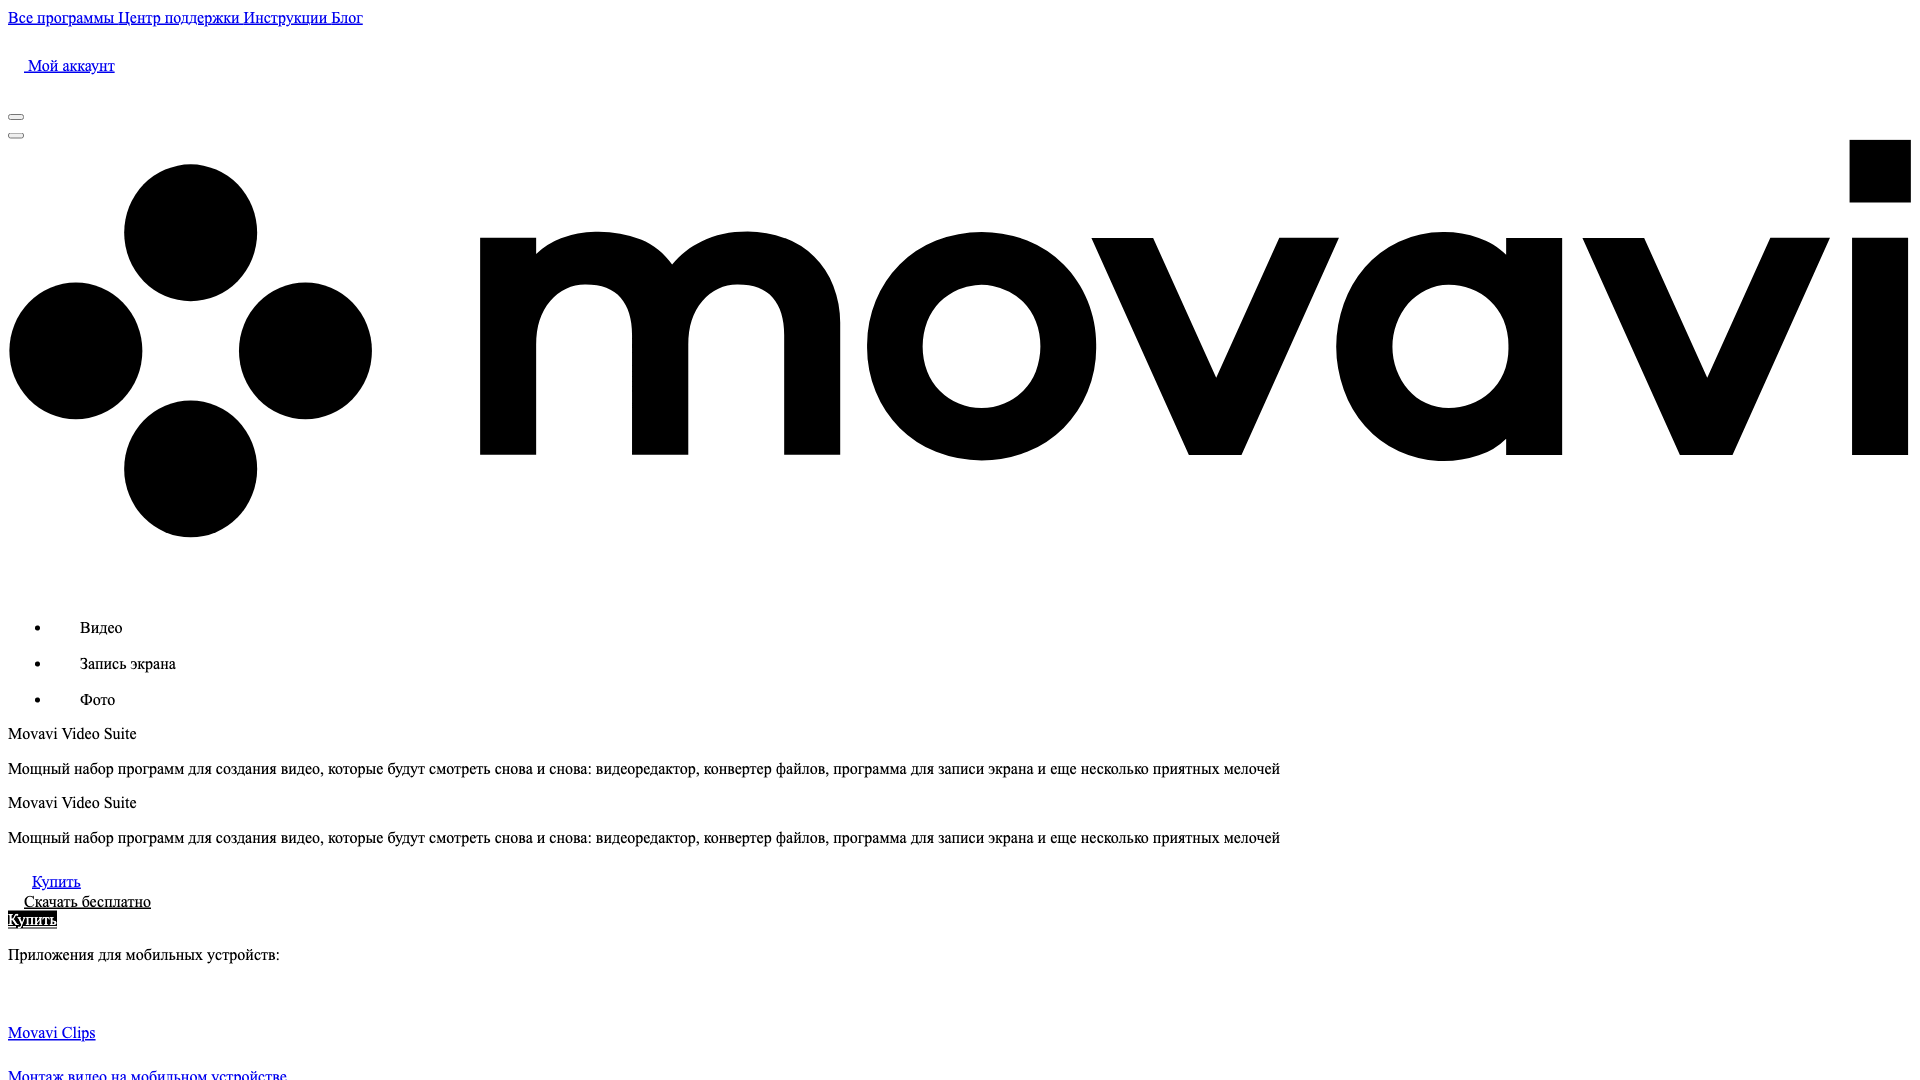 Все программы Центр поддержки Инструкции Блог
Мой аккаунт
movavi
Видео
Запись экрана
Фото
Movavi Video Suite
Мощный набор программ для создания видео, которые будут смотреть снова и снова: видеоредактор, конвертер файлов, программа для записи экрана и еще несколько приятных мелочей
Movavi Video Suite
Мощный набор программ для создания видео, которые будут смотреть снова и снова: видеоредактор, конвертер файлов, программа для записи экрана и еще несколько приятных мелочей
Купить
Скачать бесплатно
Купить
Приложения для мобильных устройств:
Movavi Clips
Монтаж видео на мобильном устройстве